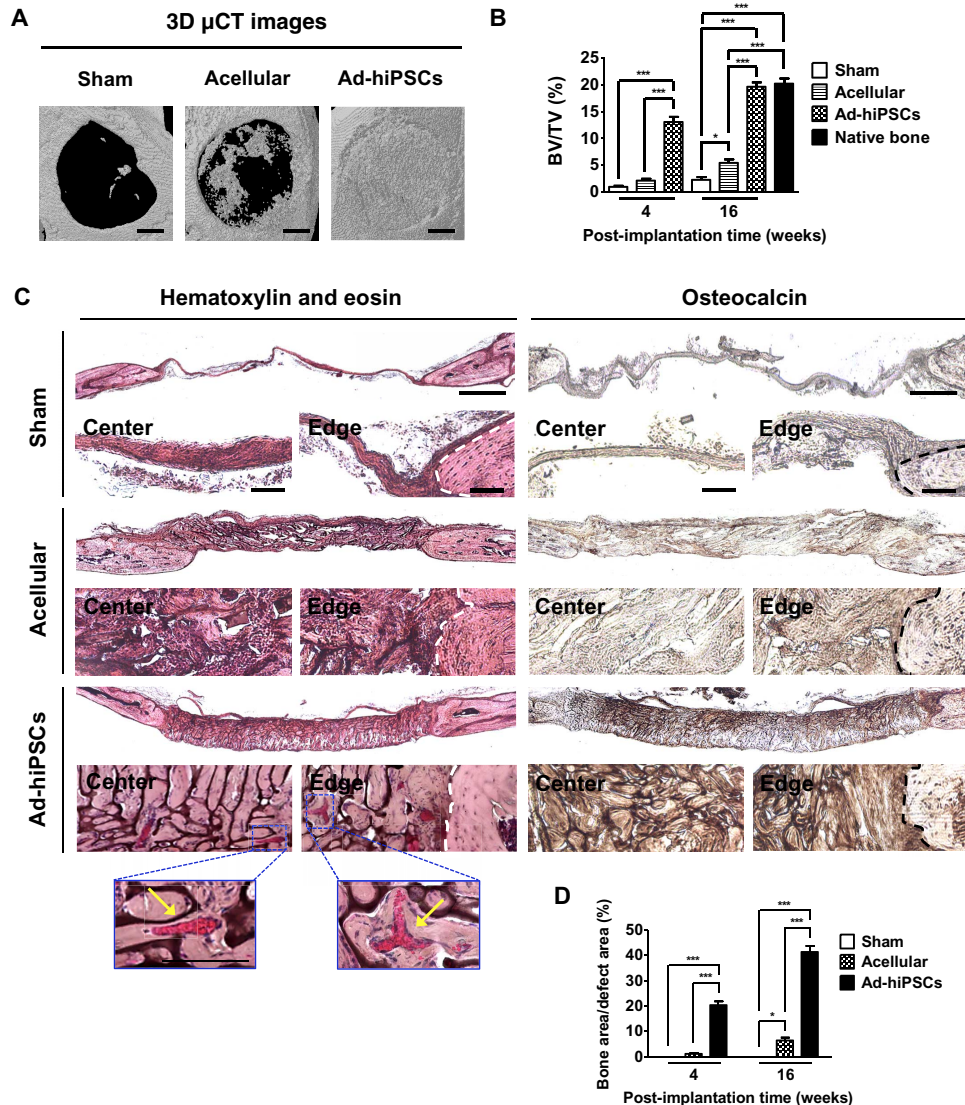 A
3D µCT images
Sham
Acellular
Ad-hiPSCs
B
BV/TV (%)
25
20
15
10
5
0
***
***
***
***
***
***
*
Sham
Acellular
Ad-hiPSCs
Native bone
4
16
Post-implantation time (weeks)
C
Hematoxylin and eosin
Osteocalcin
Sham
Center
Edge
Center
Edge
Acellular
Center
Edge
Center
Edge
Ad-hiPSCs
Center
Edge
Center
Edge
D
Bone area/defect area (%)
50
40
30
20
10
0
***
***
***
***
*
Sham
Acellular
Ad-hiPSCs
4
16
Post-implantation time (weeks)